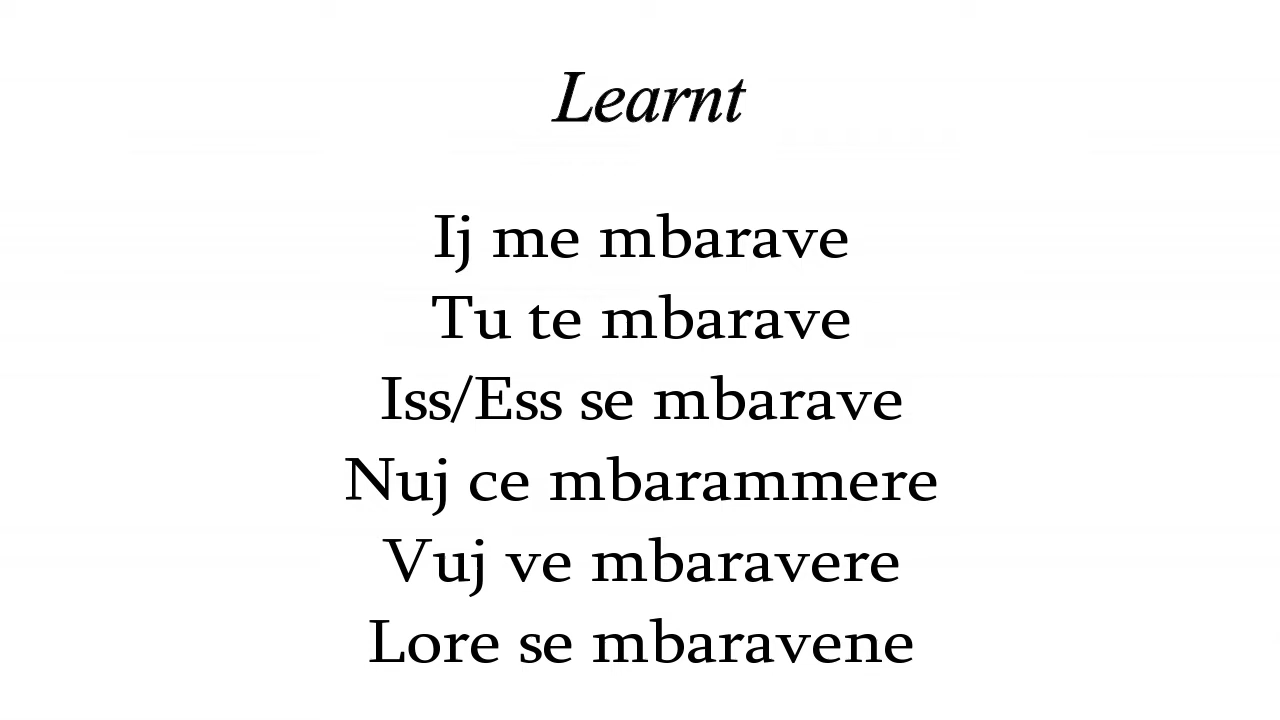 Learnt
Ij me mbarave
Tu te mbarave
Iss/Ess se mbarave
Nuj ce mbarammere
Vuj ve mbaravere
Lore se mbaravene